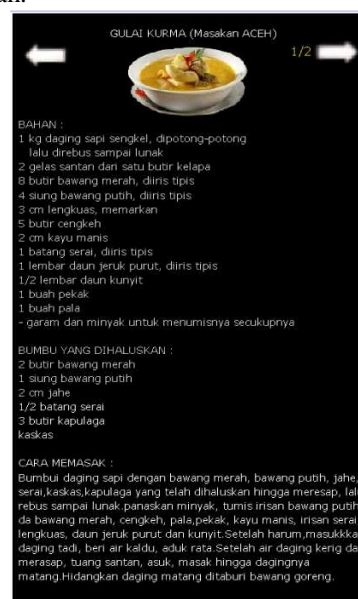 GULAI KURMA (Masakan ACEH)
1/2
BAHAN :
1 kg daging sapi sengkel, dipotong-potong
lalu direbus sampai lunak
2 gelas santan dari satu butir kelapa
8 butir bawang merah, diiris tipis
4 siung bawang putih, diiris tipis
3 cm lengkuas, memarkan
5 butir cengkeh
2 cm kayu manis
1 batang serai, diiris tipis
1 lembar daun jeruk purut, diiris tipis
1/2 lembar daun kunyit
1 buah pekak
1 buah pala
- garam dan minyak untuk menumisnya secukupnya
BUMBU YANG DIHALUSKAN :
2 butir bawang merah
1 siung bawang putih
2 cm jahe
1/2 batang serai
3 butir kapulaga
kaskas
CARA MEMASAK :
Bumbui daging sapi dengan bawang merah, bawang putih, jahe,
serai,kaskas,kapulaga yang telah dihaluskan hingga meresap, lal
rebus sampai lunak.panaskan minyak, tumis irisan bawang putih
da bawang merah, cengkeh, pala,pekak, kayu manis, irisan serai
lengkuas, daun jeruk purut dan kunyit.Setelah harum,masukkka
daging tadi, beri air kaldu, aduk rata.Setelah air daging kerig da
merasap, tuang santan, asuk, masak hingga dagingnya
matang.Hidangkan daging matang ditaburi bawang goreng.